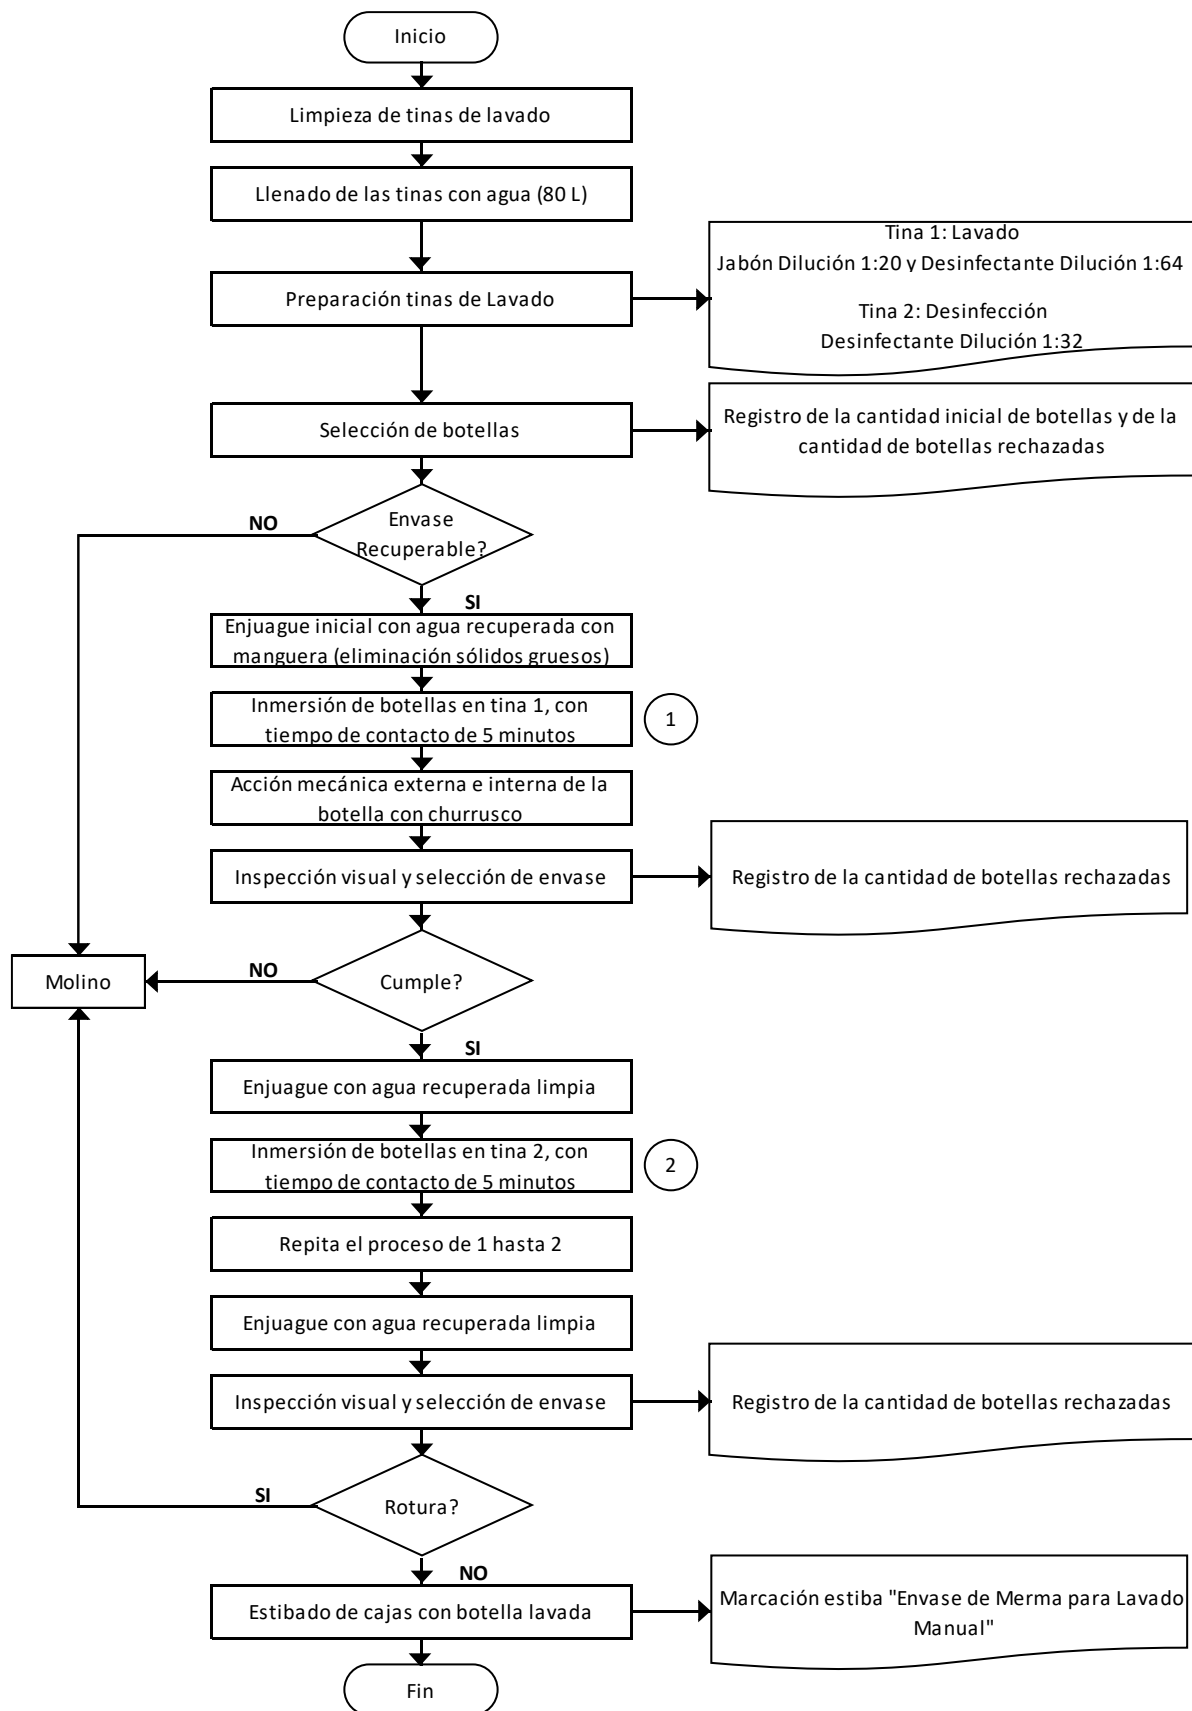 Inicio
Limpieza de tinas de lavado
Llenado de las tinas con agua (80 L)
Preparación tinas de Lavado
Tina 1: Lavado
Jabón Dilución 1:20 y Desinfectante Dilución 1:64
Tina 2: Desinfección
Desinfectante Dilución 1:32
Selección de botellas
Registro de la cantidad inicial de botellas y de la
cantidad de botellas rechazadas
Envase
Recuperable?
NO
SI
Enjuague inicial con agua recuperada con
manguera (eliminación sólidos gruesos)
Inmersión de botellas en tina 1, con
tiempo de contacto de 5 minutos
1
Acción mecánica externa e interna de la
botella con churrusco
Inspección visual y selección de envase
Registro de la cantidad de botellas rechazadas
Molino
NO
Cumple?
SI
Enjuague con agua recuperada limpia
Inmersión de botellas en tina 2, con
tiempo de contacto de 5 minutos
2
Repita el proceso de 1 hasta 2
Enjuague con agua recuperada limpia
Inspección visual y selección de envase
Registro de la cantidad de botellas rechazadas
SI
Rotura?
NO
Estibado de cajas con botella lavada
Marcación estiba "Envase de Merma para Lavado
Manual"
Fin